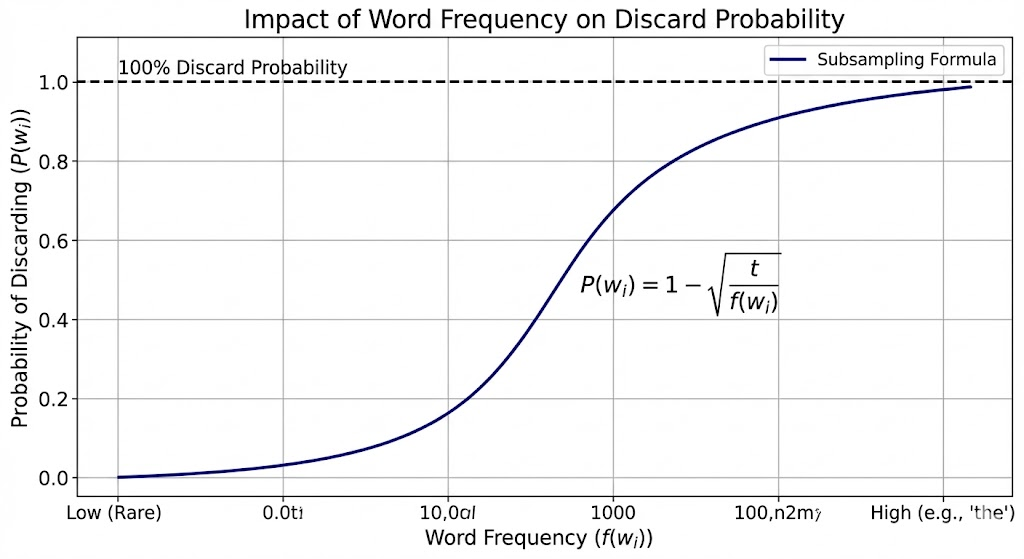 Impact of Word Frequency on Discard Probability
100% Discard Probability
Subsampling Formula
1.0
0.8
0.6
0.4
0.2
0.0
Probability of Discarding (P(wᵢ))
P(wᵢ) = 1 − √(t / f(wᵢ))
Low (Rare) 1000 High (e.g., 'the')
Word Frequency (f(wᵢ))